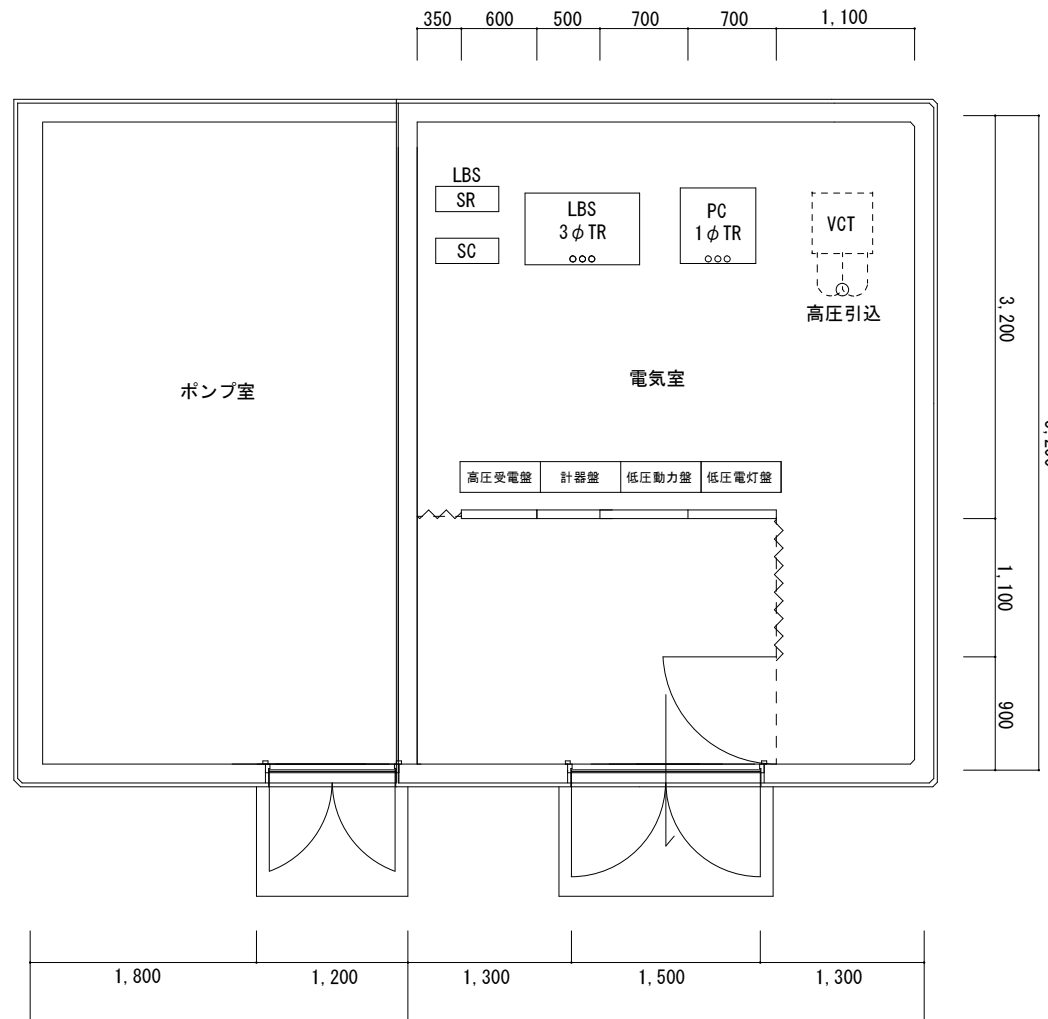 350 600 500 700 700 1,100
LBS
SR
SC
LBS
3φTR
PC
1φTR
VCT
高圧引込
3,200
ポンプ室
電気室
高圧受電盤 計器盤 低圧動力盤 低圧電灯盤
1,100
900
1,800 1,200 1,300 1,500 1,300